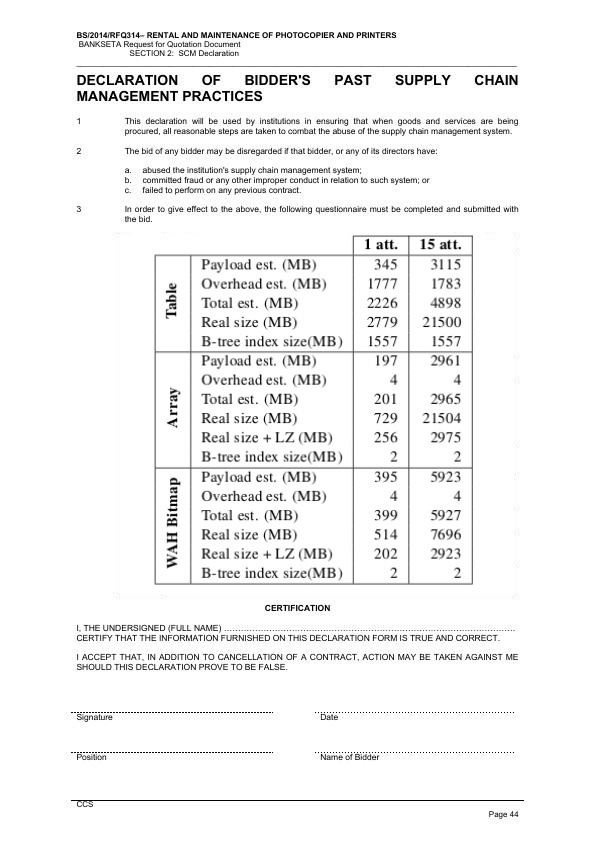 BS/2014/RFQ314– RENTAL AND MAINTENANCE OF PHOTOCOPIER AND PRINTERS
BANKSETA Request for Quotation Document
SECTION 2: SCM Declaration
DECLARATION OF BIDDER'S PAST SUPPLY CHAIN
MANAGEMENT PRACTICES
1 This declaration will be used by institutions in ensuring that when goods and services are being
procured, all reasonable steps are taken to combat the abuse of the supply chain management system.
2 The bid of any bidder may be disregarded if that bidder, or any of its directors have:
a. abused the institution's supply chain management system;
b. committed fraud or any other improper conduct in relation to such system; or
c. failed to perform on any previous contract.
3 In order to give effect to the above, the following questionnaire must be completed and submitted with
the bid.
1 att. 15 att.
Table
Payload est. (MB) 345 3115
Overhead est. (MB) 1777 1783
Total est. (MB) 2226 4898
Real size (MB) 2779 21500
B-tree index size(MB) 1557 1557
Array
Payload est. (MB) 197 2961
Overhead est. (MB) 4 4
Total est. (MB) 201 2965
Real size (MB) 729 21504
Real size + LZ (MB) 256 2975
B-tree index size(MB) 2 2
WAH Bitmap
Payload est. (MB) 395 5923
Overhead est. (MB) 4 4
Total est. (MB) 399 5927
Real size (MB) 514 7696
Real size + LZ (MB) 202 2923
B-tree index size(MB) 2 2
CERTIFICATION
I, THE UNDERSIGNED (FULL NAME) ……………………………………………………………………………
CERTIFY THAT THE INFORMATION FURNISHED ON THIS DECLARATION FORM IS TRUE AND CORRECT.
I ACCEPT THAT, IN ADDITION TO CANCELLATION OF A CONTRACT, ACTION MAY BE TAKEN AGAINST ME
SHOULD THIS DECLARATION PROVE TO BE FALSE.
Signature Date
Position Name of Bidder
CCS
Page 44